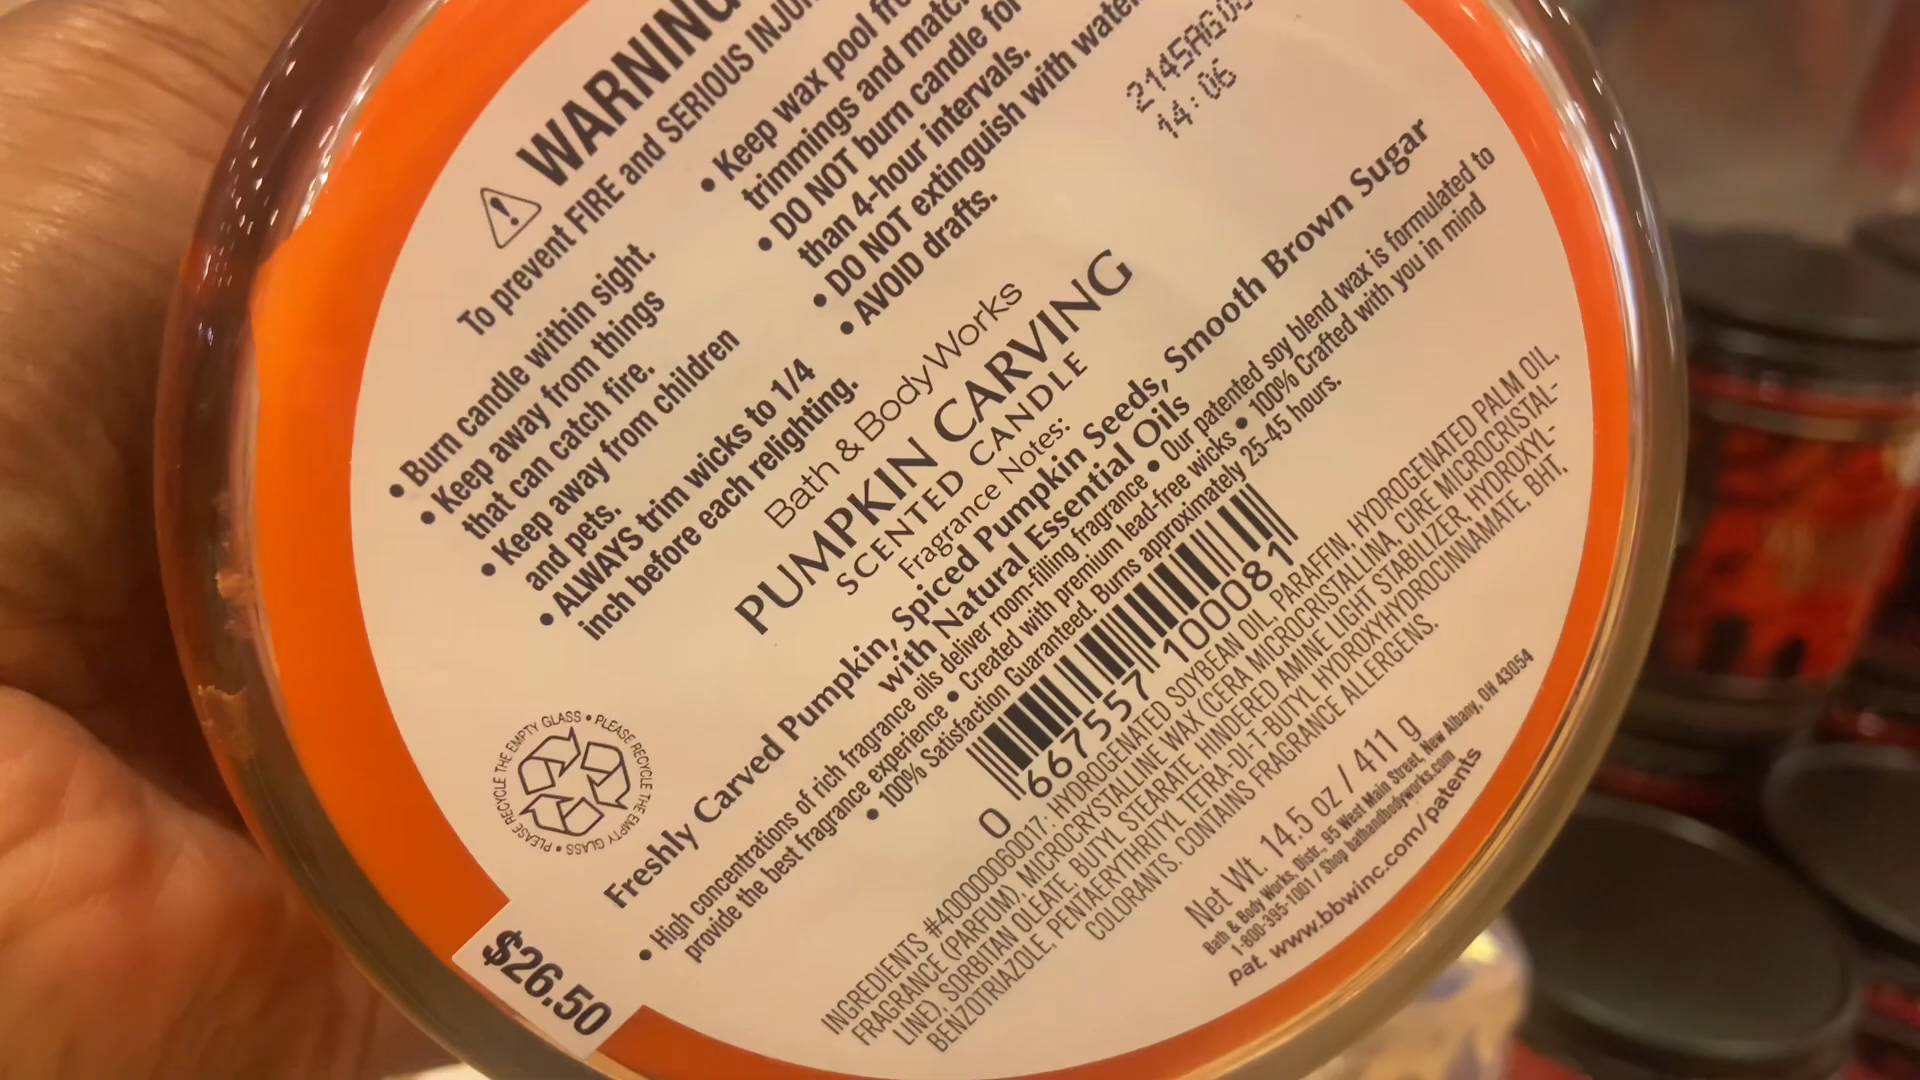 WARNING
To prevent FIRE and SERIOUS
• Burn candle within sight.
• Keep away from things
that can catch fire.
• Keep away from children
and pets.
• ALWAYS trim wicks to 1/4
inch before each relighting.
• Keep wax pool
trimmings and
• DO NOT burn candle for
than 4-hour intervals.
• DO NOT extinguish with
• AVOID drafts.
14:06
Bath & Body Works
PUMPKIN CARVING
SCENTED CANDLE
Fragrance Notes:
Freshly Carved Pumpkin, Spiced Pumpkin Seeds, Smooth Brown Sugar
with Natural Essential Oils
• High concentrations of rich fragrance oils deliver room-filling fragrance • Our patented soy blend wax is formulated to
provide the best fragrance experience • Created with premium lead-free wicks • 100% Crafted with you in mind
• 100% Satisfaction Guaranteed. Burns approximately 25-45 hours.
0 667557 100081
INGREDIENTS #400000060017: HYDROGENATED SOYBEAN OIL, PARAFFIN, HYDROGENATED PALM OIL,
FRAGRANCE (PARFUM), MICROCRYSTALLINE WAX (CERA MICROCRISTALLINA, CIRE MICROCRISTAL-
LINE), SORBITAN OLEATE, BUTYL STEARATE, HINDERED AMINE LIGHT STABILIZER, HYDROXYL-
BENZOTRIAZOLE, PENTAERYTHRITYL TETRA-DI-T-BUTYL HYDROXYHYDROCINNAMATE, BHT,
COLORANTS. CONTAINS FRAGRANCE ALLERGENS.
Net Wt. 14.5 oz / 411 g
Bath & Body Works, Distr., 95 West Main Street, New Albany, OH 43054
1-800-395-1001 / Shop bathandbodyworks.com
pat. www.bbwinc.com/patents
• PLEASE RECYCLE THE EMPTY GLASS • PLEASE RECYCLE THE EMPTY GLASS
$26.50